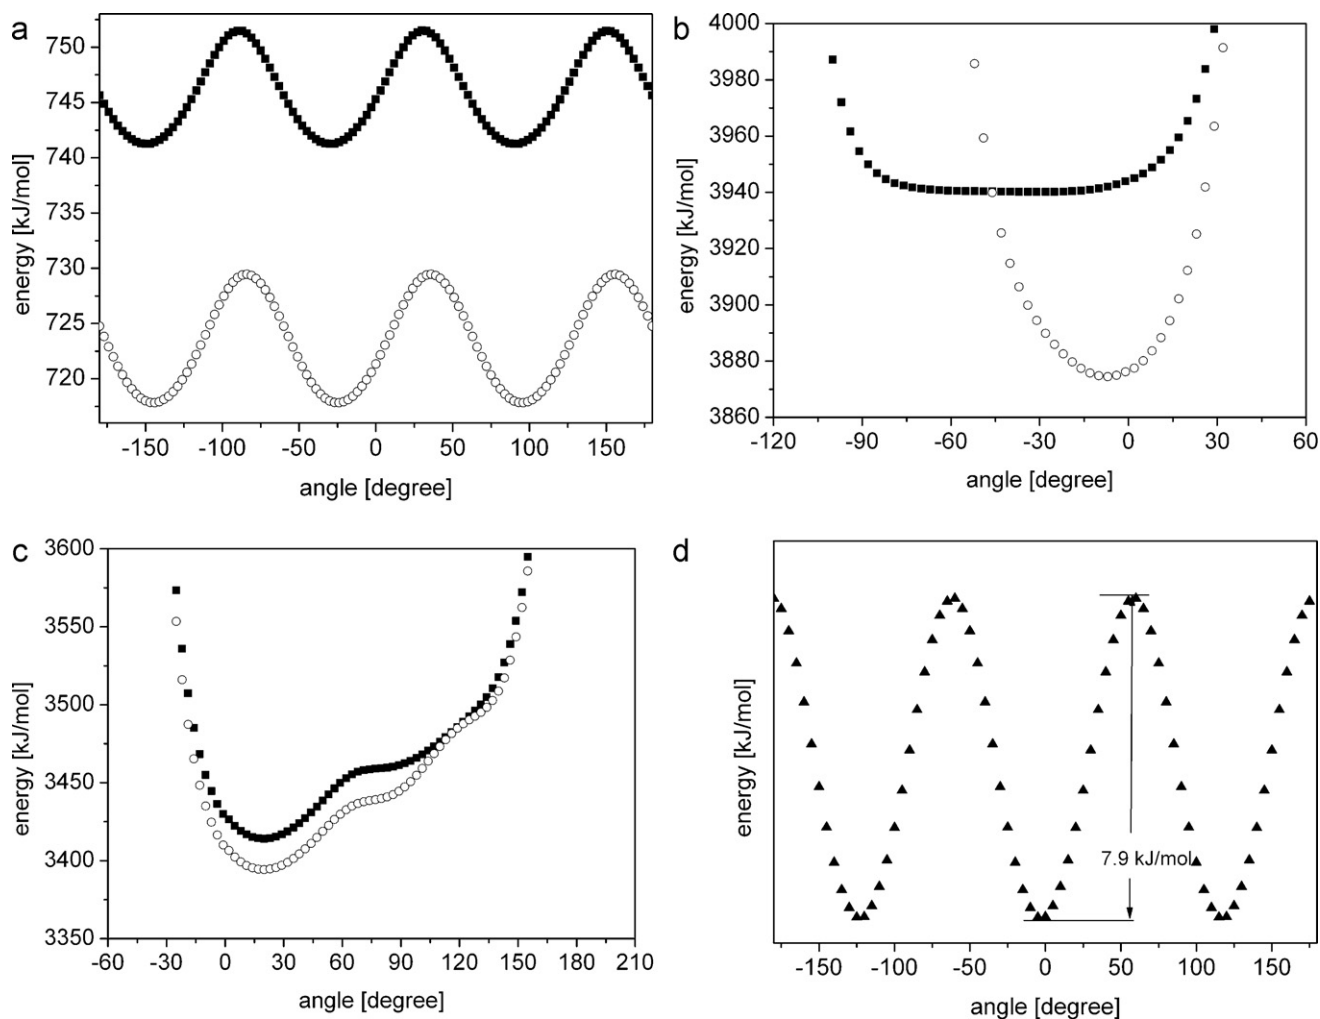 a
750
745
740
735
730
725
720
energy [kJ/mol]
-150 -100 -50 0 50 100 150
angle [degree]
b
4000
3980
3960
3940
3920
3900
3880
3860
energy [kJ/mol]
-120 -90 -60 -30 0 30 60
angle [degree]
c
3600
3550
3500
3450
3400
3350
energy [kJ/mol]
-60 -30 0 30 60 90 120 150 180 210
angle [degree]
d
energy [kJ/mol]
7.9 kJ/mol
-150 -100 -50 0 50 100 150
angle [degree]